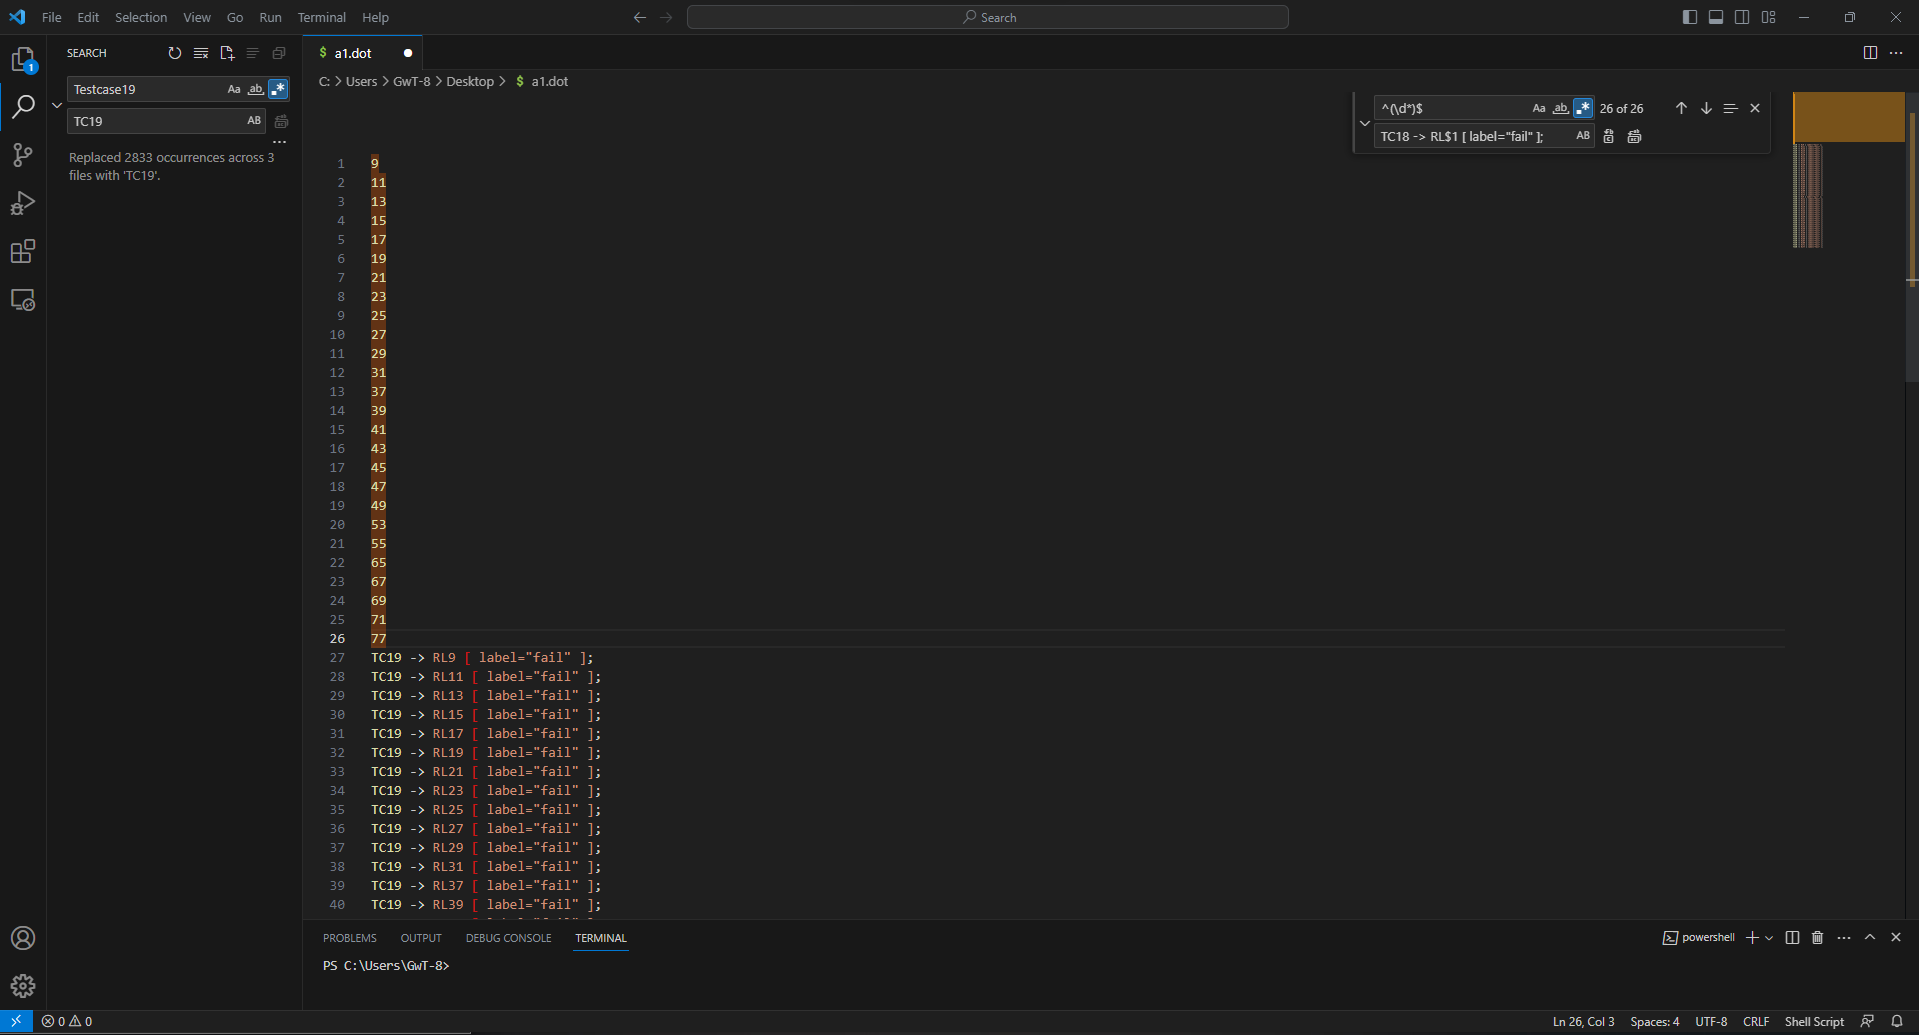 File Edit Selection View Go Run Terminal Help
Search
SEARCH
1
Testcase19 Aa ab .*
TC19 AB
Replaced 2833 occurrences across 3
files with 'TC19'.
$ a1.dot
C: > Users > GwT-8 > Desktop > $ a1.dot
^(\d*)$ Aa ab .* 26 of 26
TC18 -> RL$1 [ label="fail" ]; AB
1 9
2 11
3 13
4 15
5 17
6 19
7 21
8 23
9 25
10 27
11 29
12 31
13 37
14 39
15 41
16 43
17 45
18 47
19 49
20 53
21 55
22 65
23 67
24 69
25 71
26 77
27 TC19 -> RL9 [ label="fail" ];
28 TC19 -> RL11 [ label="fail" ];
29 TC19 -> RL13 [ label="fail" ];
30 TC19 -> RL15 [ label="fail" ];
31 TC19 -> RL17 [ label="fail" ];
32 TC19 -> RL19 [ label="fail" ];
33 TC19 -> RL21 [ label="fail" ];
34 TC19 -> RL23 [ label="fail" ];
35 TC19 -> RL25 [ label="fail" ];
36 TC19 -> RL27 [ label="fail" ];
37 TC19 -> RL29 [ label="fail" ];
38 TC19 -> RL31 [ label="fail" ];
39 TC19 -> RL37 [ label="fail" ];
40 TC19 -> RL39 [ label="fail" ];
PROBLEMS OUTPUT DEBUG CONSOLE TERMINAL
powershell
PS C:\Users\GwT-8>
0 0
Ln 26, Col 3 Spaces: 4 UTF-8 CRLF Shell Script